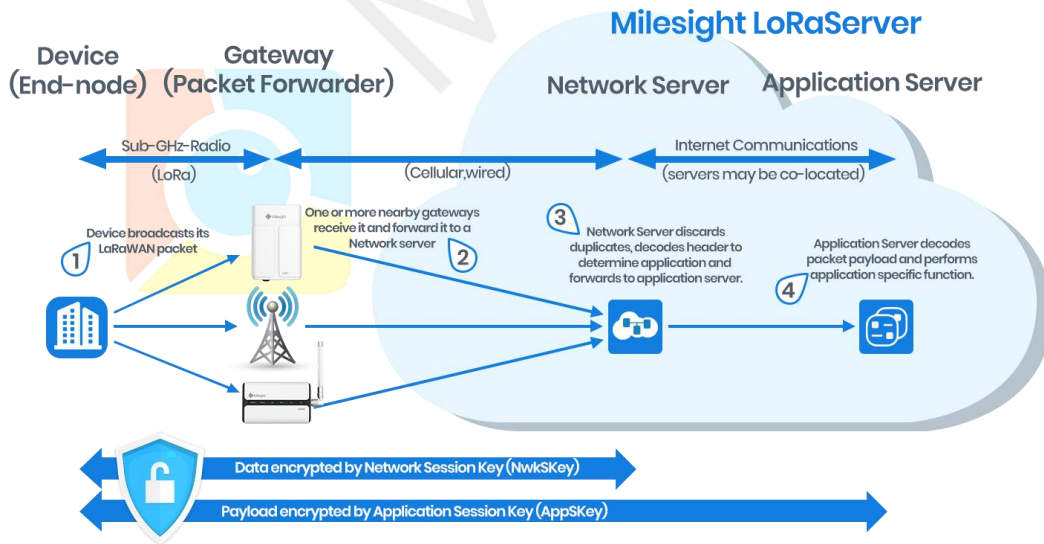 Milesight LoRaServer
Device
(End-node)
Gateway
(Packet Forwarder)
Network Server
Application Server
Sub-GHz-Radio
(LoRa)
(Cellular,wired)
Internet Communications
(servers may be co-located)
1
Device broadcasts its
LaRaWAN packet
Milesight
One or more nearby gateways
receive it and forward it to a
Network server
2
3
Network Server discards
duplicates, decodes header to
determine application and
forwards to application server.
4
Application Server decodes
packet payload and performs
application specific function.
Milesight
Data encrypted by Network Session Key (NwkSKey)
Payload encrypted by Application Session Key (AppSKey)